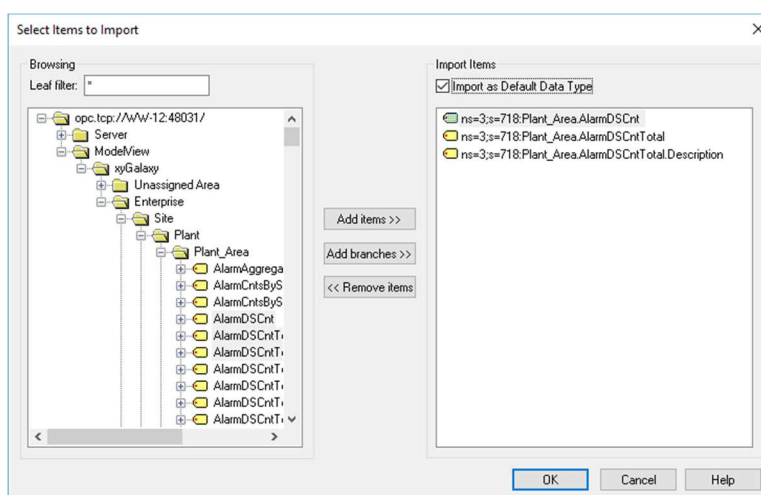 Select Items to Import
Browsing
Leaf filter: *
opc.tcp://WW-12:48031/
Server
ModelView
xyGalaxy
Unassigned Area
Enterprise
Site
Plant
Plant_Area
AlarmAggrega
AlarmCntsByS
AlarmCntsByS
AlarmDSCnt
AlarmDSCntT
AlarmDSCntT
AlarmDSCntT
AlarmDSCntT
AlarmDSCntT
AlarmDSCntT
Add items >>
Add branches >>
<< Remove items
Import Items
Import as Default Data Type
ns=3;s=718:Plant_Area.AlarmDSCnt
ns=3;s=718:Plant_Area.AlarmDSCntTotal
ns=3;s=718:Plant_Area.AlarmDSCntTotal.Description
OK
Cancel
Help